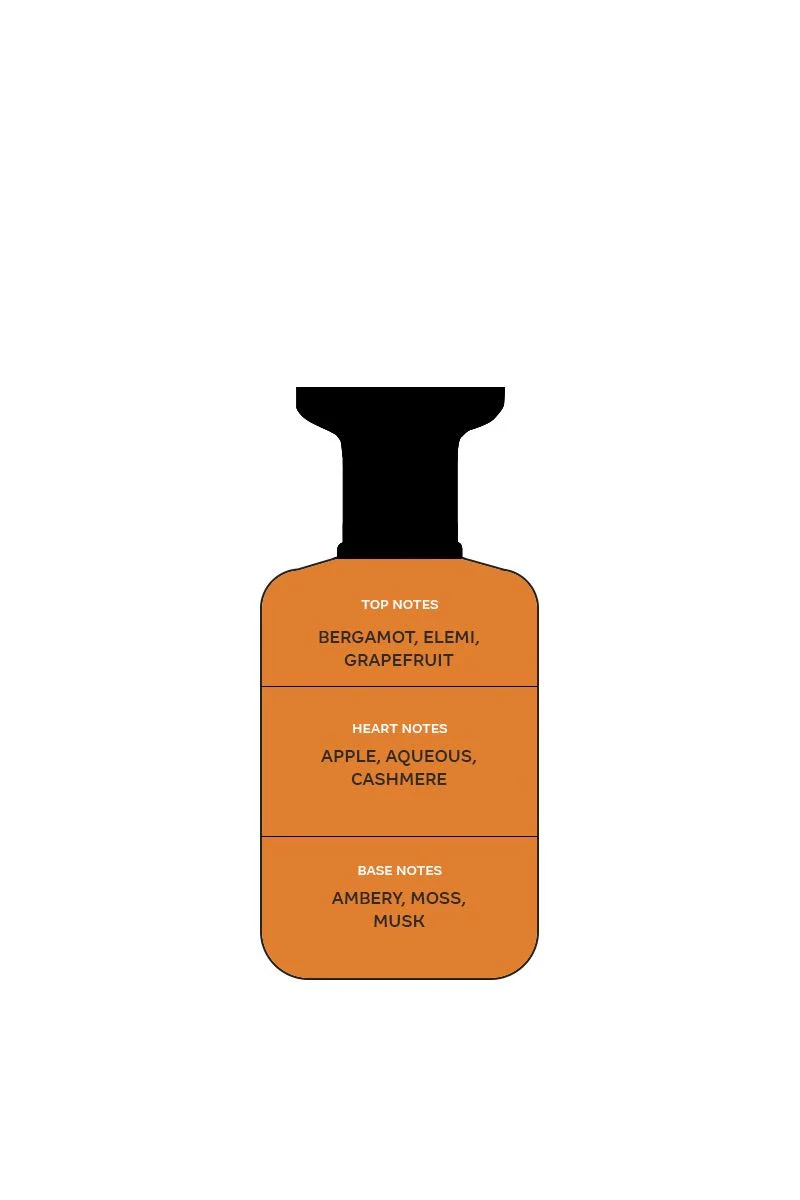 TOP NOTES
BERGAMOT, ELEMI,
GRAPEFRUIT
HEART NOTES
APPLE, AQUEOUS,
CASHMERE
BASE NOTES
AMBERY, MOSS,
MUSK